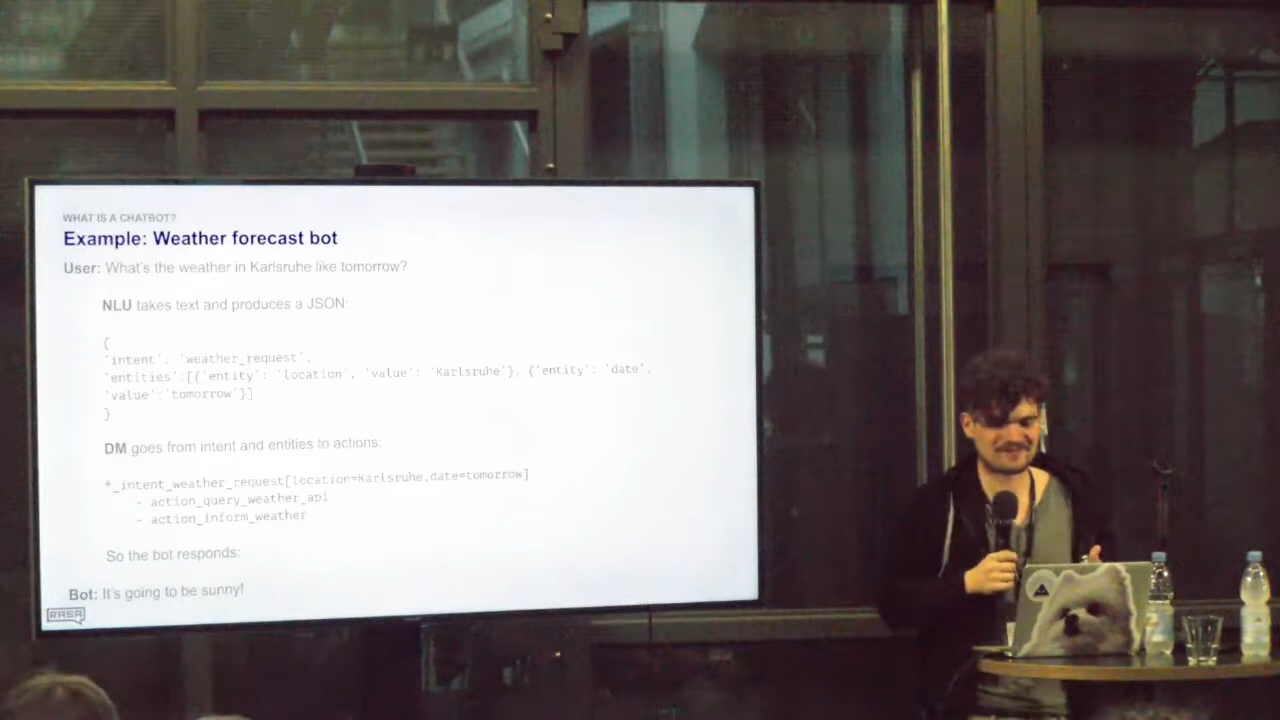 WHAT IS A CHATBOT?
Example: Weather forecast bot
User: What's the weather in Karlsruhe like tomorrow?
NLU takes text and produces a JSON:
{
'intent': 'weather_request',
'entities':[{'entity': 'location', 'value': 'Karlsruhe'}, {'entity': 'date',
'value':'tomorrow'}]
}
DM goes from intent and entities to actions:
*_intent_weather_request[location=Karlsruhe,date=tomorrow]
- action_query_weather_api
- action_inform_weather
So the bot responds:
Bot: It's going to be sunny!
RASA